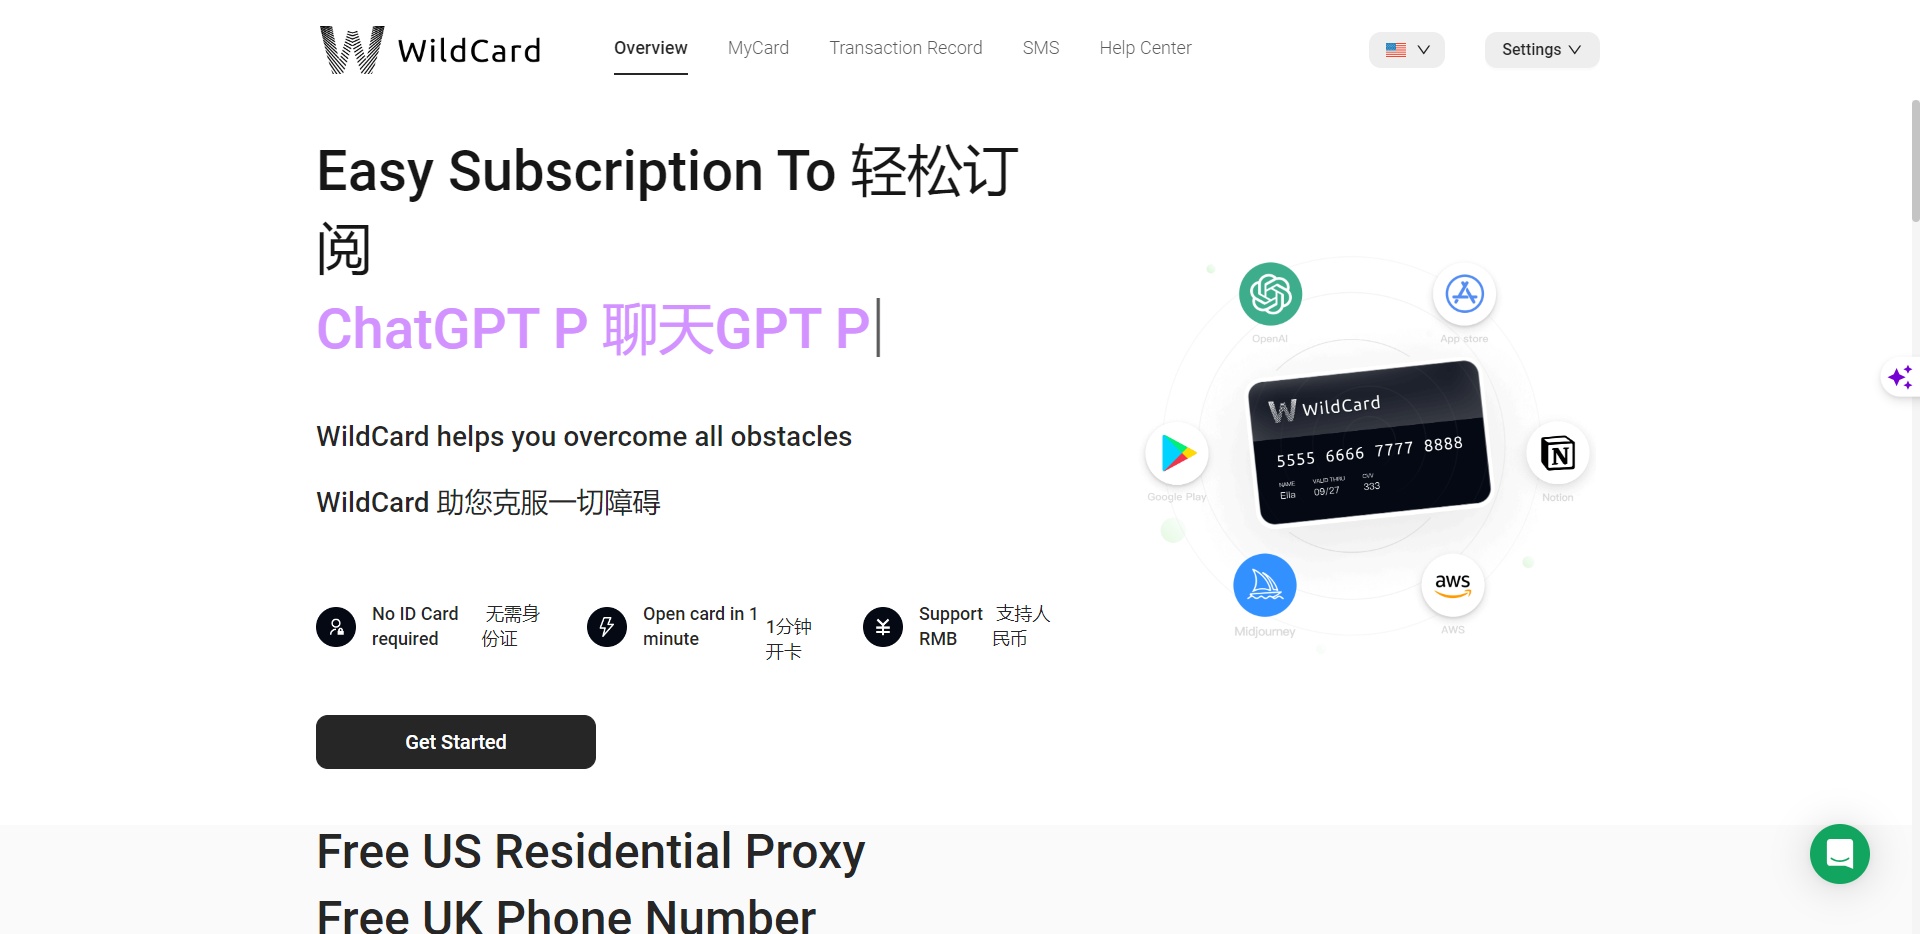 WildCard
Overview
MyCard
Transaction Record
SMS
Help Center
Settings
Easy Subscription To 轻松订
阅
ChatGPT P 聊天GPT P
WildCard helps you overcome all obstacles
WildCard 助您克服一切障碍
No ID Card
required
无需身
份证
Open card in 1
minute
1分钟
开卡
Support
RMB
支持人
民币
Get Started
OpenAI
App store
WildCard
5555 6666 7777 8888
NAME
VALID THRU
CVV
Ella
09/27
333
Google Play
Notion
Midjourney
aws
AWS
Free US Residential Proxy
Free UK Phone Number